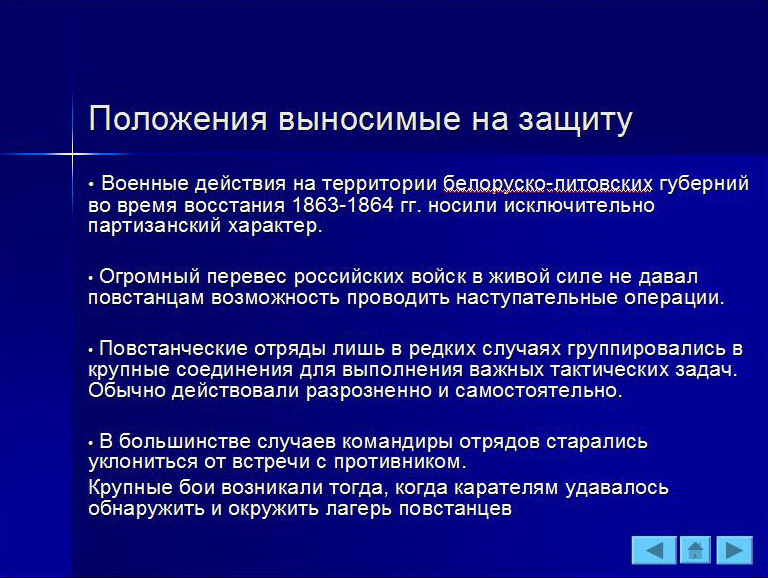 Положения выносимые на защиту
• Военные действия на территории белоруско-литовских губерний
во время восстания 1863-1864 гг. носили исключительно
партизанский характер.
• Огромный перевес российских войск в живой силе не давал
повстанцам возможность проводить наступательные операции.
• Повстанческие отряды лишь в редких случаях группировались в
крупные соединения для выполнения важных тактических задач.
Обычно действовали разрозненно и самостоятельно.
• В большинстве случаев командиры отрядов старались
уклониться от встречи с противником.
Крупные бои возникали тогда, когда карателям удавалось
обнаружить и окружить лагерь повстанцев